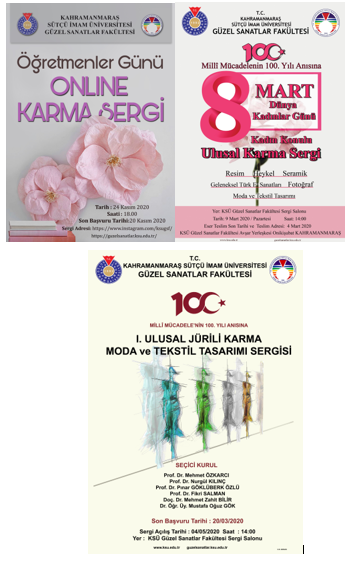 KAHRAMANMARAŞ
SÜTÇÜ İMAM ÜNİVERSİTESİ
GÜZEL SANATLAR FAKÜLTESİ
Öğretmenler Günü
ONLINE
KARMA SERGİ
Tarih : 24 Kasım 2020
Saati : 18.00
Son Başvuru Tarihi:20 Kasım 2020
Sergi Adresi: https://www.instagram.com/ksugsf/
https://guzelsanatlar.ksu.edu.tr/
T.C.
KAHRAMANMARAŞ
SÜTÇÜ İMAM ÜNİVERSİTESİ
GÜZEL SANATLAR FAKÜLTESİ
100
Millî Mücadelenin 100. Yılı Anısına
8 MART
Dünya
Kadınlar Günü
Kadın Konulu
Ulusal Karma Sergi
Resim Heykel Seramik
Geleneksel Türk El Sanatları Fotoğraf
Moda ve Tekstil Tasarımı
Yer: KSÜ Güzel Sanatlar Fakültesi Sergi Salonu
Tarih: 9 Mart 2020 / Pazartesi Saat: 14:00
Eser Teslim Son Tarihi ve Teslim Adresi: 4 Mart 2020
KSÜ Güzel Sanatlar Fakültesi Avşar Yerleşkesi Onikişubat KAHRAMANMARAŞ
T.C.
KAHRAMANMARAŞ SÜTÇÜ İMAM ÜNİVERSİTESİ
GÜZEL SANATLAR FAKÜLTESİ
100
MİLLİ MÜCADELE'NİN 100. YILI ANISINA
I. ULUSAL JÜRİLİ KARMA
MODA ve TEKSTİL TASARIMI SERGİSİ
SEÇİCİ KURUL
Prof. Dr. Mehmet ÖZKARCI
Prof. Dr. Nurgül KILINÇ
Prof. Dr. Pınar GÖKLÜBERK ÖZLÜ
Prof. Dr. Fikri SALMAN
Doç. Dr. Mehmet Zahit BİLİR
Dr. Öğr. Üy. Mustafa Oğuz GÖK
Son Başvuru Tarihi : 20/03/2020
Sergi Açılış Tarihi : 04/05/2020 Saat : 14:00
Yer : KSÜ Güzel Sanatlar Fakültesi Sergi Salonu
www.ksu.edu.tr guzelsanatlar.ksu.edu.tr